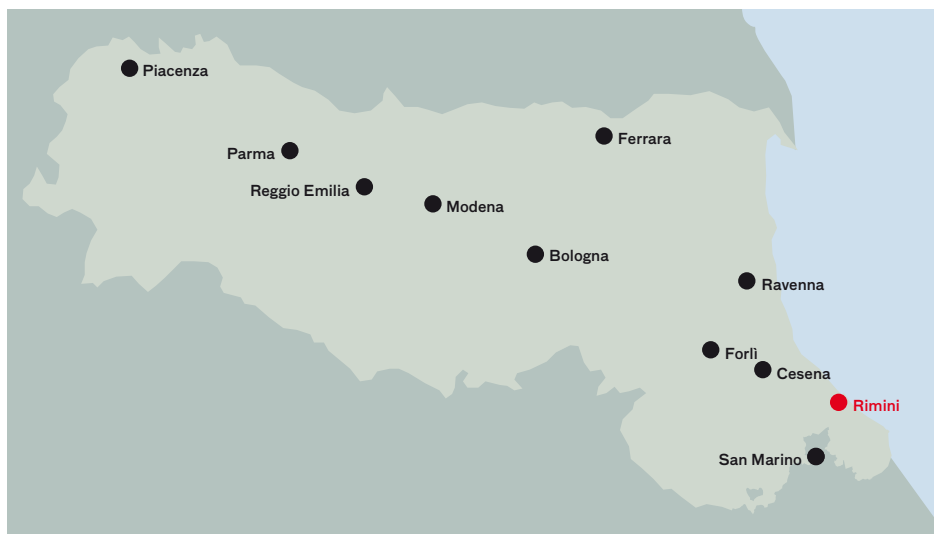 Piacenza
Ferrara
Parma
Reggio Emilia
Modena
Bologna
Ravenna
Forlì
Cesena
Rimini
San Marino